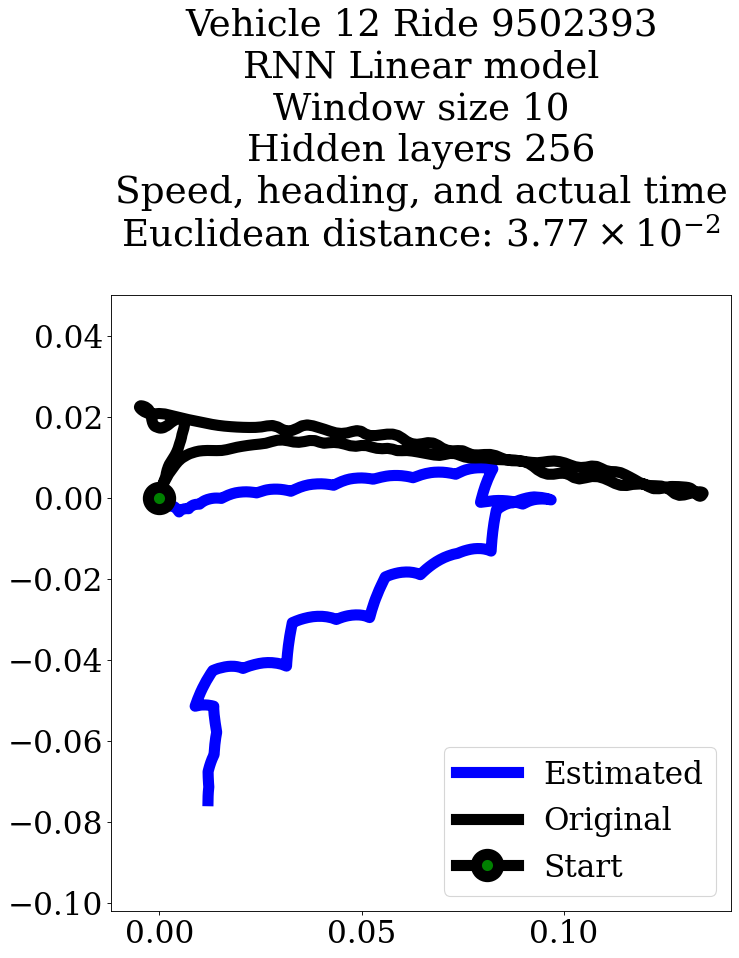 Vehicle 12 Ride 9502393
RNN Linear model
Window size 10
Hidden layers 256
Speed, heading, and actual time
Euclidean distance: 3.77 × 10⁻²
0.04
0.02
0.00
−0.02
−0.04
−0.06
−0.08
−0.10
Estimated
Original
Start
0.00 0.05 0.10